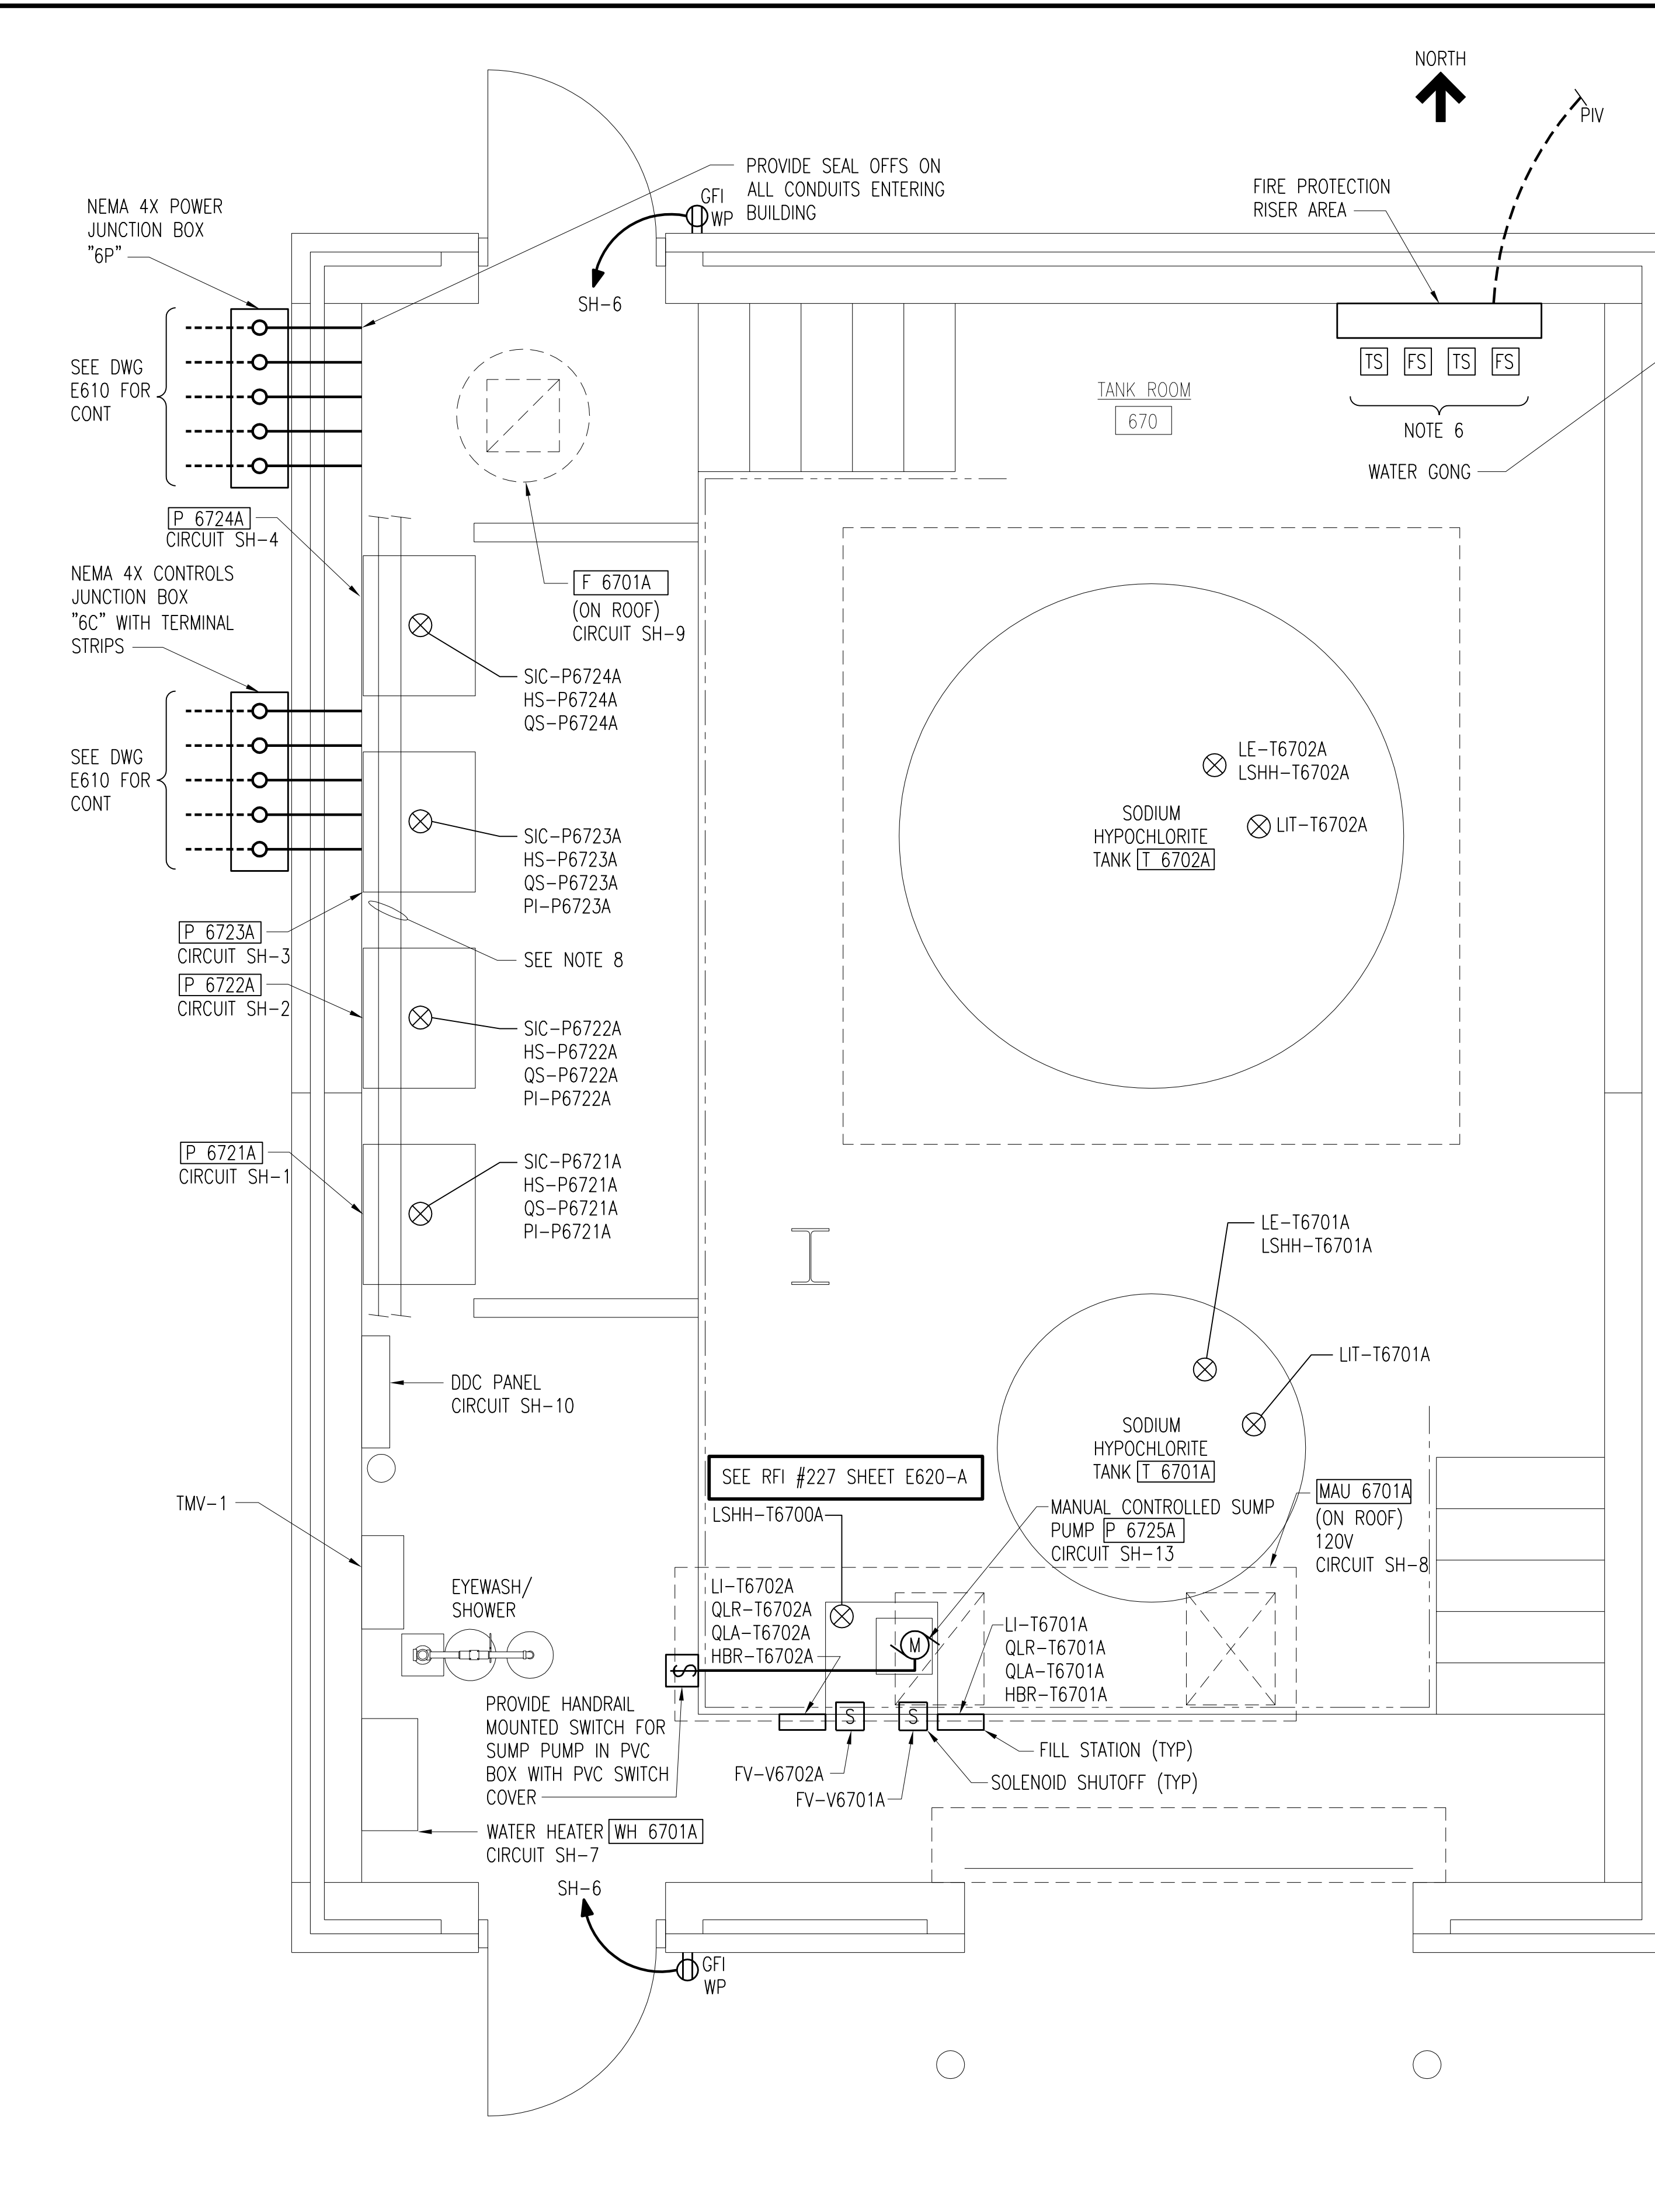 NORTH
PIV
PROVIDE SEAL OFFS ON
ALL CONDUITS ENTERING
BUILDING
GFI
WP
FIRE PROTECTION
RISER AREA
NEMA 4X POWER
JUNCTION BOX
"6P"
SH-6
SEE DWG
E610 FOR
CONT
TS
FS
TS
FS
TANK ROOM
670
NOTE 6
WATER GONG
P 6724A
CIRCUIT SH-4
NEMA 4X CONTROLS
JUNCTION BOX
"6C" WITH TERMINAL
STRIPS
F 6701A
(ON ROOF)
CIRCUIT SH-9
SIC-P6724A
HS-P6724A
QS-P6724A
SEE DWG
E610 FOR
CONT
LE-T6702A
LSHH-T6702A
SODIUM
HYPOCHLORITE
TANK T 6702A
LIT-T6702A
SIC-P6723A
HS-P6723A
QS-P6723A
PI-P6723A
P 6723A
CIRCUIT SH-3
SEE NOTE 8
P 6722A
CIRCUIT SH-2
SIC-P6722A
HS-P6722A
QS-P6722A
PI-P6722A
P 6721A
CIRCUIT SH-1
SIC-P6721A
HS-P6721A
QS-P6721A
PI-P6721A
LE-T6701A
LSHH-T6701A
LIT-T6701A
DDC PANEL
CIRCUIT SH-10
SODIUM
HYPOCHLORITE
TANK T 6701A
SEE RFI #227 SHEET E620-A
TMV-1
LSHH-T6700A
MANUAL CONTROLLED SUMP
PUMP P 6725A
CIRCUIT SH-13
MAU 6701A
(ON ROOF)
120V
CIRCUIT SH-8
EYEWASH/
SHOWER
LI-T6702A
QLR-T6702A
QLA-T6702A
HBR-T6702A
M
LI-T6701A
QLR-T6701A
QLA-T6701A
HBR-T6701A
S
PROVIDE HANDRAIL
MOUNTED SWITCH FOR
SUMP PUMP IN PVC
BOX WITH PVC SWITCH
COVER
S
S
FILL STATION (TYP)
FV-V6702A
SOLENOID SHUTOFF (TYP)
FV-V6701A
WATER HEATER WH 6701A
CIRCUIT SH-7
SH-6
GFI
WP